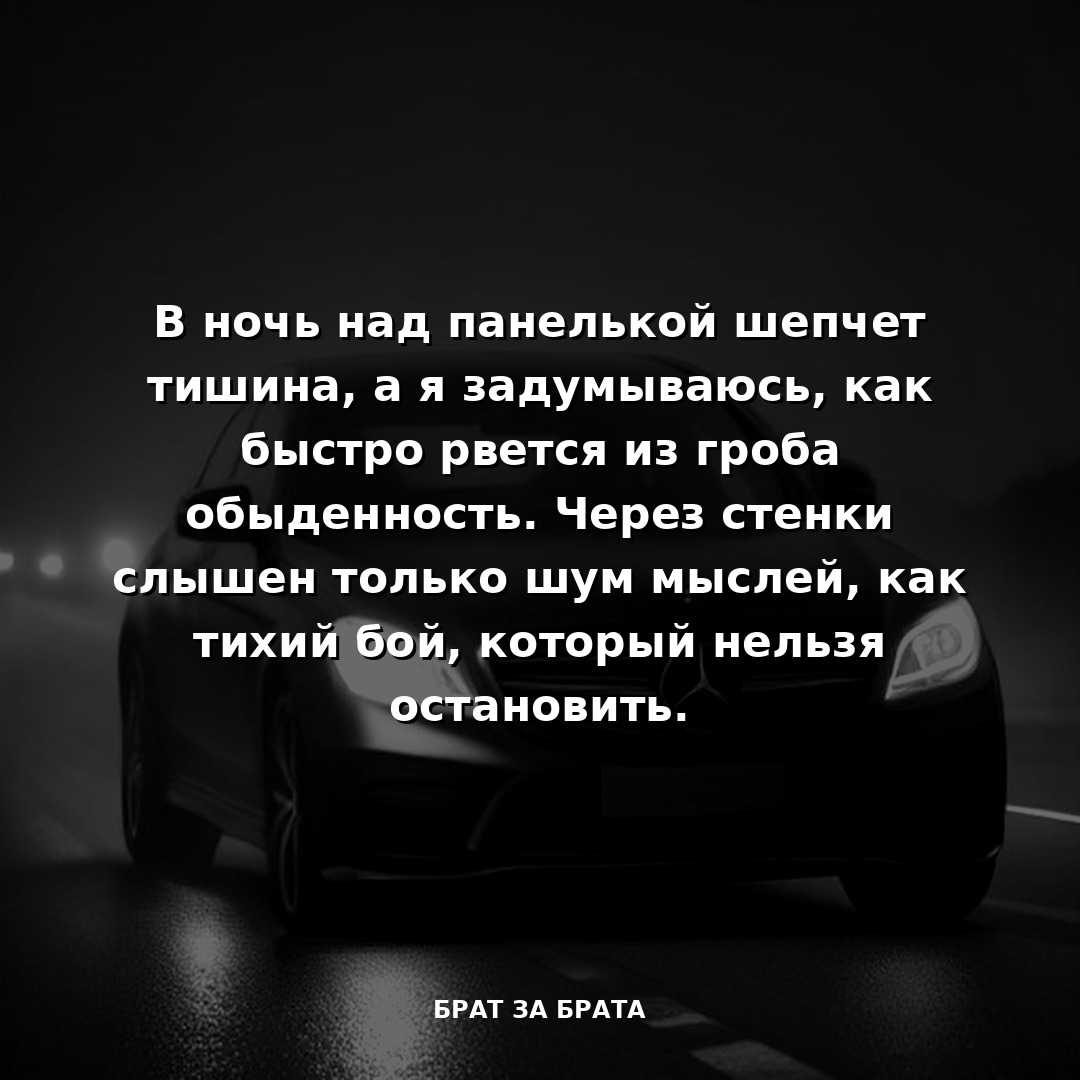 В ночь над панелькой шепчет
тишина, а я задумываюсь, как
быстро рвется из гроба
обыденность. Через стенки
слышен только шум мыслей, как
тихий бой, который нельзя
остановить.
БРАТ ЗА БРАТА